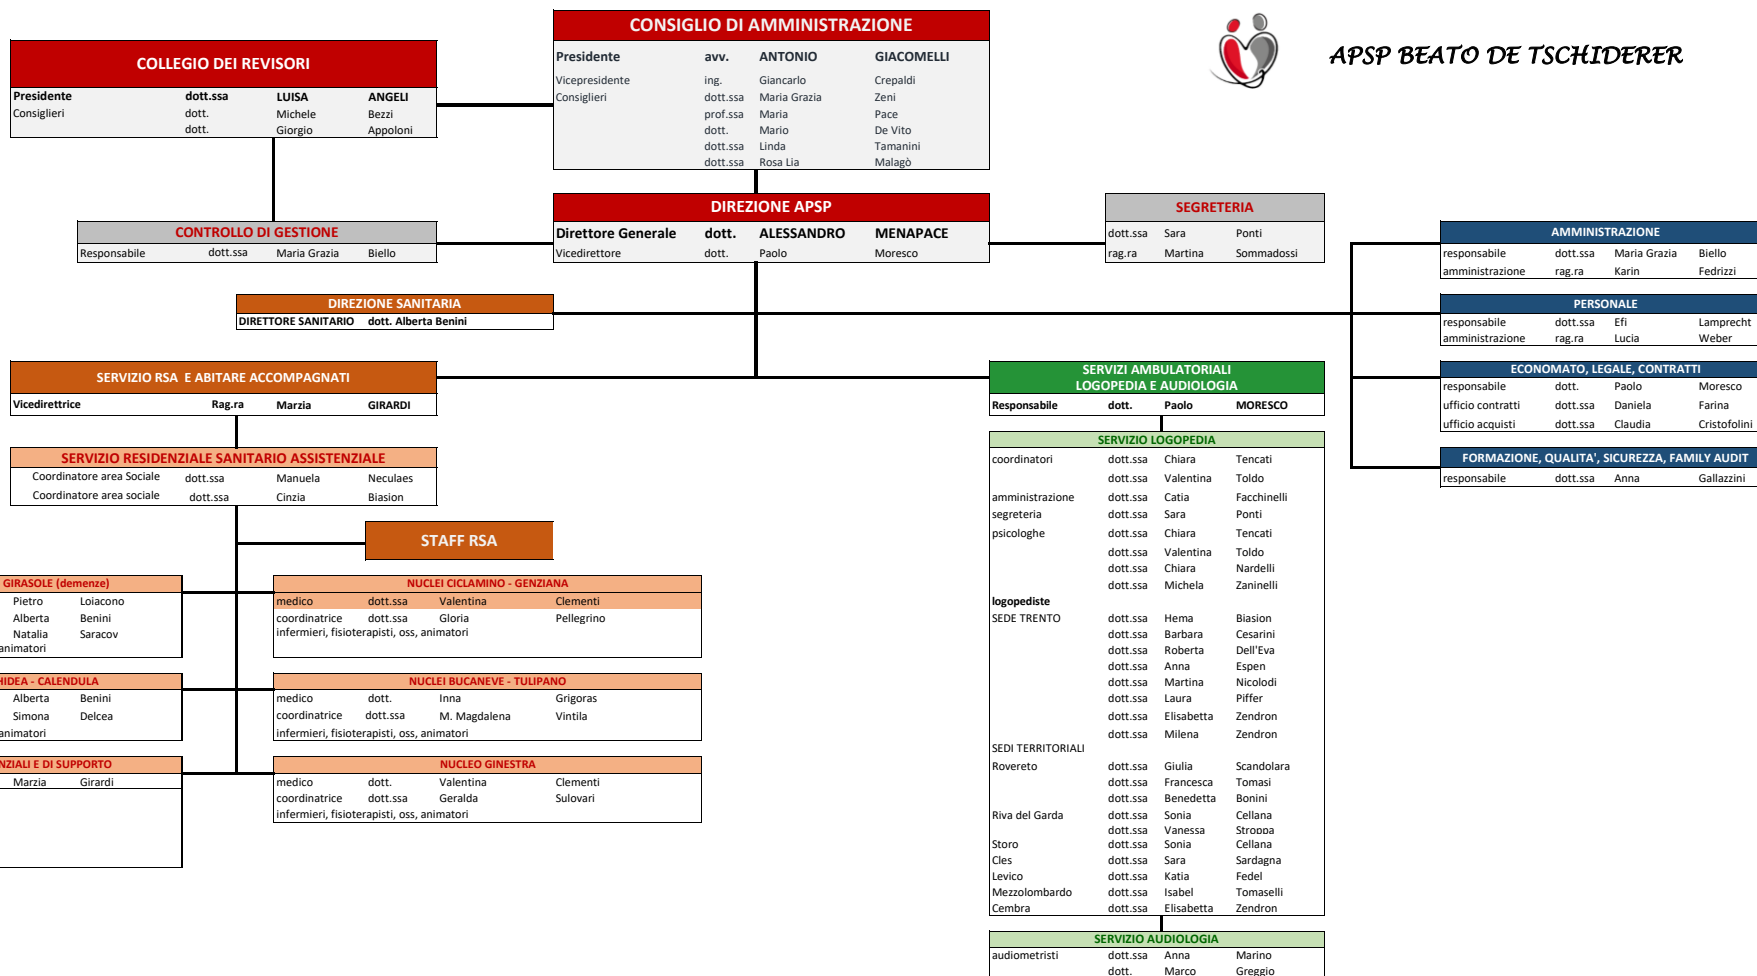 CONSIGLIO DI AMMINISTRAZIONE
Presidente avv. ANTONIO GIACOMELLI
Vicepresidente ing. Giancarlo Crepaldi
Consiglieri dott.ssa Maria Grazia Zeni
prof.ssa Maria Pace
dott. Mario De Vito
dott.ssa Linda Tamanini
dott.ssa Rosa Lia Malagò
APSP BEATO DE TSCHIDERER
COLLEGIO DEI REVISORI
Presidente dott.ssa LUISA ANGELI
Consiglieri dott. Michele Bezzi
dott. Giorgio Appoloni
DIREZIONE APSP
Direttore Generale dott. ALESSANDRO MENAPACE
Vicedirettore dott. Paolo Moresco
SEGRETERIA
dott.ssa Sara Ponti
rag.ra Martina Sommadossi
CONTROLLO DI GESTIONE
Responsabile dott.ssa Maria Grazia Biello
AMMINISTRAZIONE
responsabile dott.ssa Maria Grazia Biello
amministrazione rag.ra Karin Fedrizzi
DIREZIONE SANITARIA
DIRETTORE SANITARIO dott. Alberta Benini
PERSONALE
responsabile dott.ssa Efi Lamprecht
amministrazione rag.ra Lucia Weber
SERVIZIO RSA E ABITARE ACCOMPAGNATI
Vicedirettrice Rag.ra Marzia GIRARDI
SERVIZI AMBULATORIALI
LOGOPEDIA E AUDIOLOGIA
Responsabile dott. Paolo MORESCO
ECONOMATO, LEGALE, CONTRATTI
responsabile dott. Paolo Moresco
ufficio contratti dott.ssa Daniela Farina
ufficio acquisti dott.ssa Claudia Cristofolini
FORMAZIONE, QUALITA', SICUREZZA, FAMILY AUDIT
responsabile dott.ssa Anna Gallazzini
SERVIZIO RESIDENZIALE SANITARIO ASSISTENZIALE
Coordinatore area Sociale dott.ssa Manuela Neculaes
Coordinatore area sociale dott.ssa Cinzia Biasion
STAFF RSA
GIRASOLE (demenze)
Pietro Loiacono
Alberta Benini
Natalia Saracov
animatori
NUCLEI CICLAMINO - GENZIANA
medico dott.ssa Valentina Clementi
coordinatrice dott.ssa Gloria Pellegrino
infermieri, fisioterapisti, oss, animatori
HIDEA - CALENDULA
Alberta Benini
Simona Delcea
animatori
NUCLEI BUCANEVE - TULIPANO
medico dott. Inna Grigoras
coordinatrice dott.ssa M. Magdalena Vintila
infermieri, fisioterapisti, oss, animatori
NZIALI E DI SUPPORTO
Marzia Girardi
NUCLEO GINESTRA
medico dott. Valentina Clementi
coordinatrice dott.ssa Geralda Sulovari
infermieri, fisioterapisti, oss, animatori
SERVIZIO LOGOPEDIA
coordinatori dott.ssa Chiara Tencati
dott.ssa Valentina Toldo
amministrazione dott.ssa Catia Facchinelli
segreteria dott.ssa Sara Ponti
psicologhe dott.ssa Chiara Tencati
dott.ssa Valentina Toldo
dott.ssa Chiara Nardelli
dott.ssa Michela Zaninelli
logopediste
SEDE TRENTO dott.ssa Hema Biasion
dott.ssa Barbara Cesarini
dott.ssa Roberta Dell'Eva
dott.ssa Anna Espen
dott.ssa Martina Nicolodi
dott.ssa Laura Piffer
dott.ssa Elisabetta Zendron
dott.ssa Milena Zendron
SEDI TERRITORIALI
Rovereto dott.ssa Giulia Scandolara
dott.ssa Francesca Tomasi
dott.ssa Benedetta Bonini
Riva del Garda dott.ssa Sonia Cellana
dott.ssa Vanessa Stroppa
Storo dott.ssa Sonia Cellana
Cles dott.ssa Sara Sardagna
Levico dott.ssa Katia Fedel
Mezzolombardo dott.ssa Isabel Tomaselli
Cembra dott.ssa Elisabetta Zendron
SERVIZIO AUDIOLOGIA
audiometristi dott.ssa Anna Marino
dott. Marco Greggio